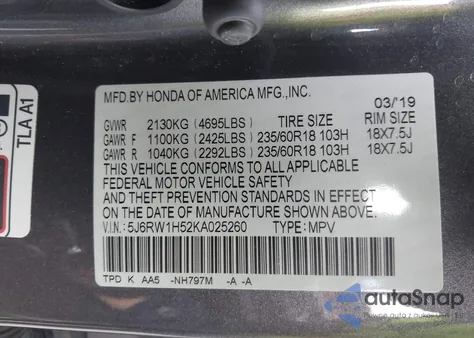 MFD.BY HONDA OF AMERICA MFG.,INC.
03/'19
GVWR 2130KG (4695LBS) TIRE SIZE RIM SIZE
GAWR F 1100KG (2425LBS) 235/60R18 103H 18X7.5J
GAWR R 1040KG (2292LBS) 235/60R18 103H 18X7.5J
THIS VEHICLE CONFORMS TO ALL APPLICABLE
FEDERAL MOTOR VEHICLE SAFETY
AND THEFT PREVENTION STANDARDS IN EFFECT
ON THE DATE OF MANUFACTURE SHOWN ABOVE.
V.I.N: 5J6RW1H52KA025260 TYPE: MPV
TPD K AA5 -NH797M -A -A
TLA A1
autoSnap
Pewne auto z aukcji